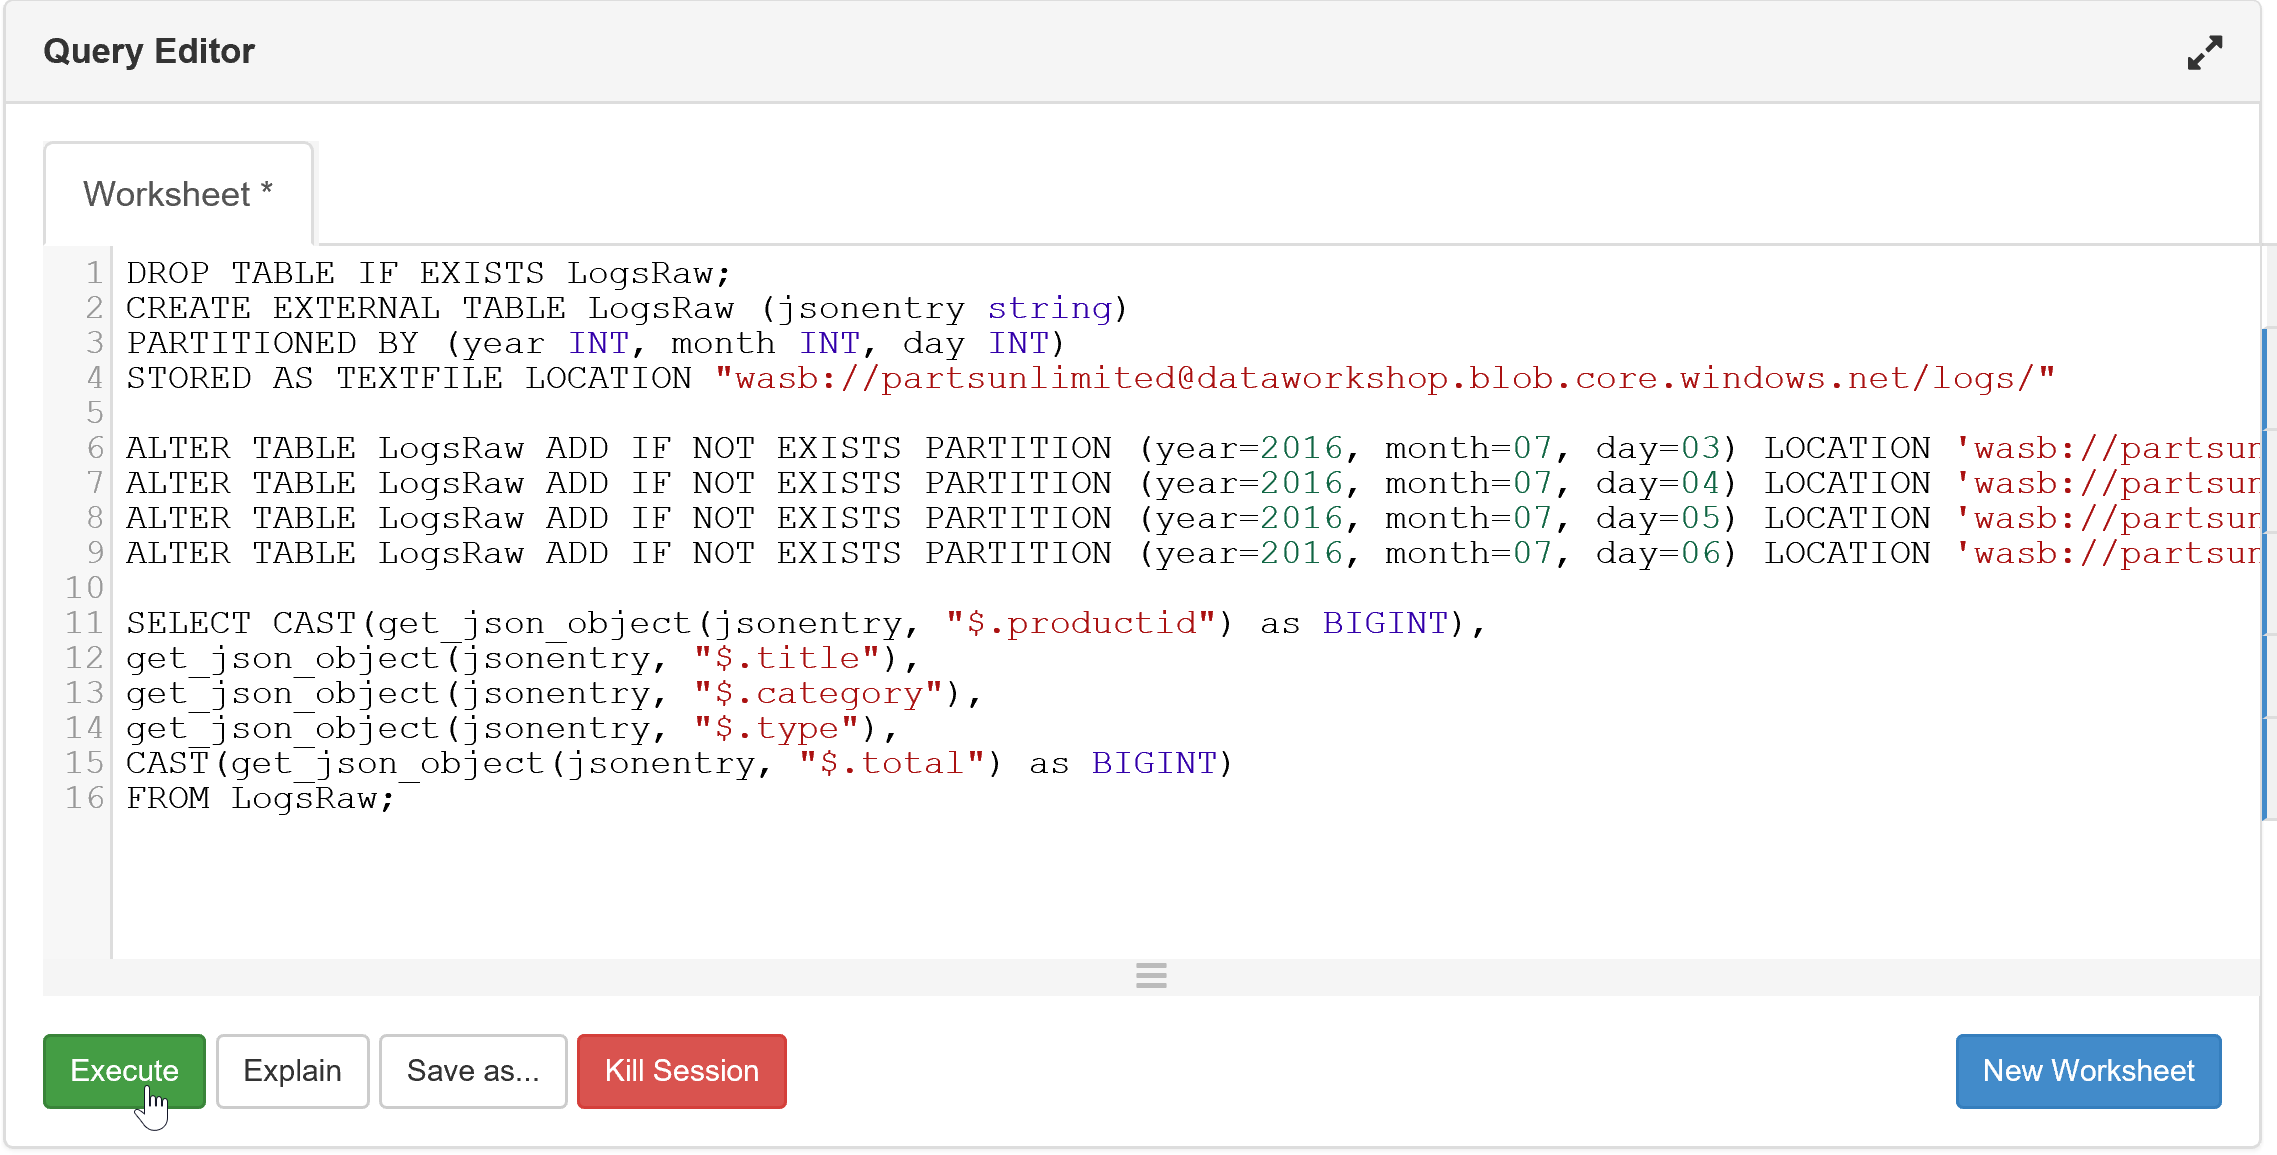 Query Editor
Worksheet *
1 DROP TABLE IF EXISTS LogsRaw;
2 CREATE EXTERNAL TABLE LogsRaw (jsonentry string)
3 PARTITIONED BY (year INT, month INT, day INT)
4 STORED AS TEXTFILE LOCATION "wasb://partsunlimited@dataworkshop.blob.core.windows.net/logs/"
5
6 ALTER TABLE LogsRaw ADD IF NOT EXISTS PARTITION (year=2016, month=07, day=03) LOCATION 'wasb://partsun
7 ALTER TABLE LogsRaw ADD IF NOT EXISTS PARTITION (year=2016, month=07, day=04) LOCATION 'wasb://partsun
8 ALTER TABLE LogsRaw ADD IF NOT EXISTS PARTITION (year=2016, month=07, day=05) LOCATION 'wasb://partsun
9 ALTER TABLE LogsRaw ADD IF NOT EXISTS PARTITION (year=2016, month=07, day=06) LOCATION 'wasb://partsun
10
11 SELECT CAST(get_json_object(jsonentry, "$.productid") as BIGINT),
12 get_json_object(jsonentry, "$.title"),
13 get_json_object(jsonentry, "$.category"),
14 get_json_object(jsonentry, "$.type"),
15 CAST(get_json_object(jsonentry, "$.total") as BIGINT)
16 FROM LogsRaw;
Execute Explain Save as... Kill Session New Worksheet